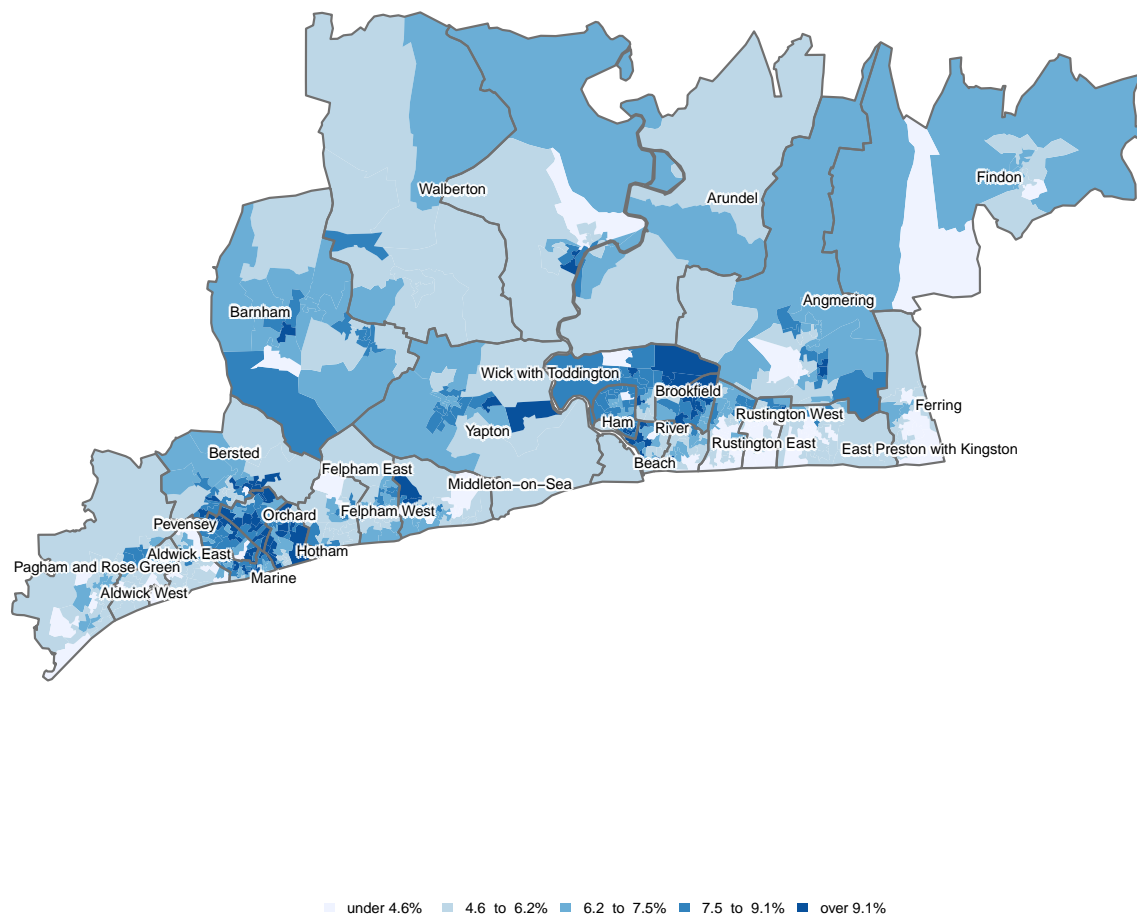 Walberton
Arundel
Findon
Barnham
Angmering
Wick with Toddington
Brookfield
Ferring
Rustington West
Ham
River
Yapton
Rustington East
East Preston with Kingston
Bersted
Beach
Felpham East
Middleton−on−Sea
Orchard
Felpham West
Pevensey
Hotham
Aldwick East
Pagham and Rose Green
Marine
Aldwick West
under 4.6% 4.6 to 6.2% 6.2 to 7.5% 7.5 to 9.1% over 9.1%